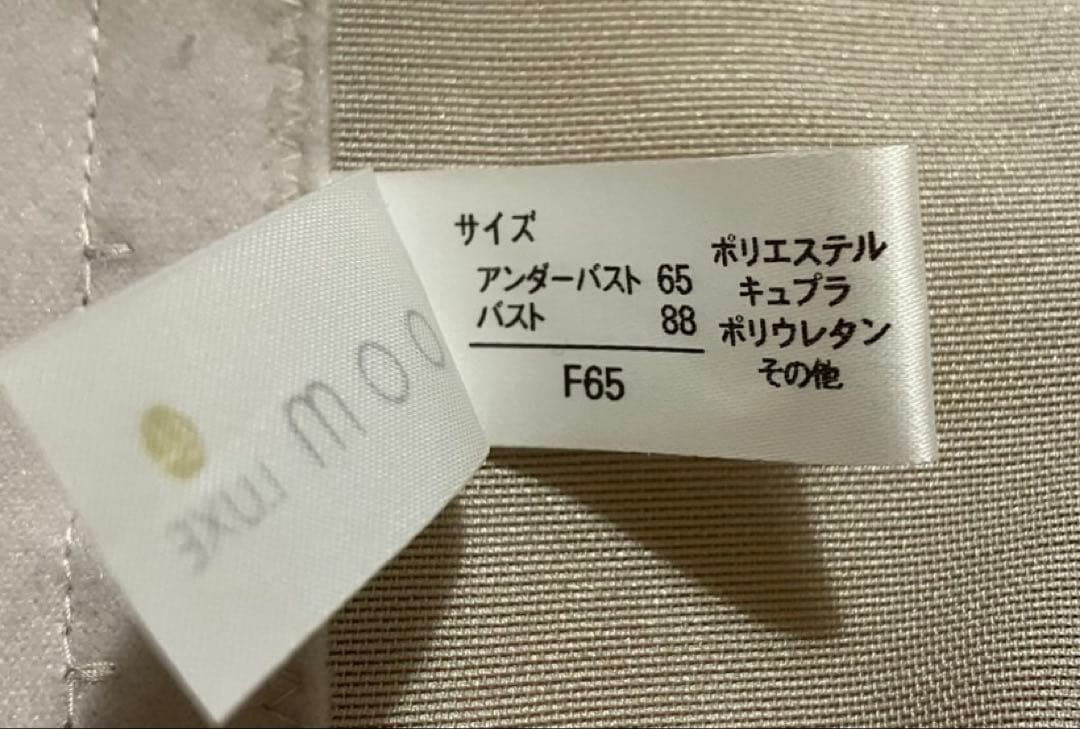 サイズ
アンダーバスト 65
バスト 88
F65
ポリエステル
キュプラ
ポリウレタン
その他